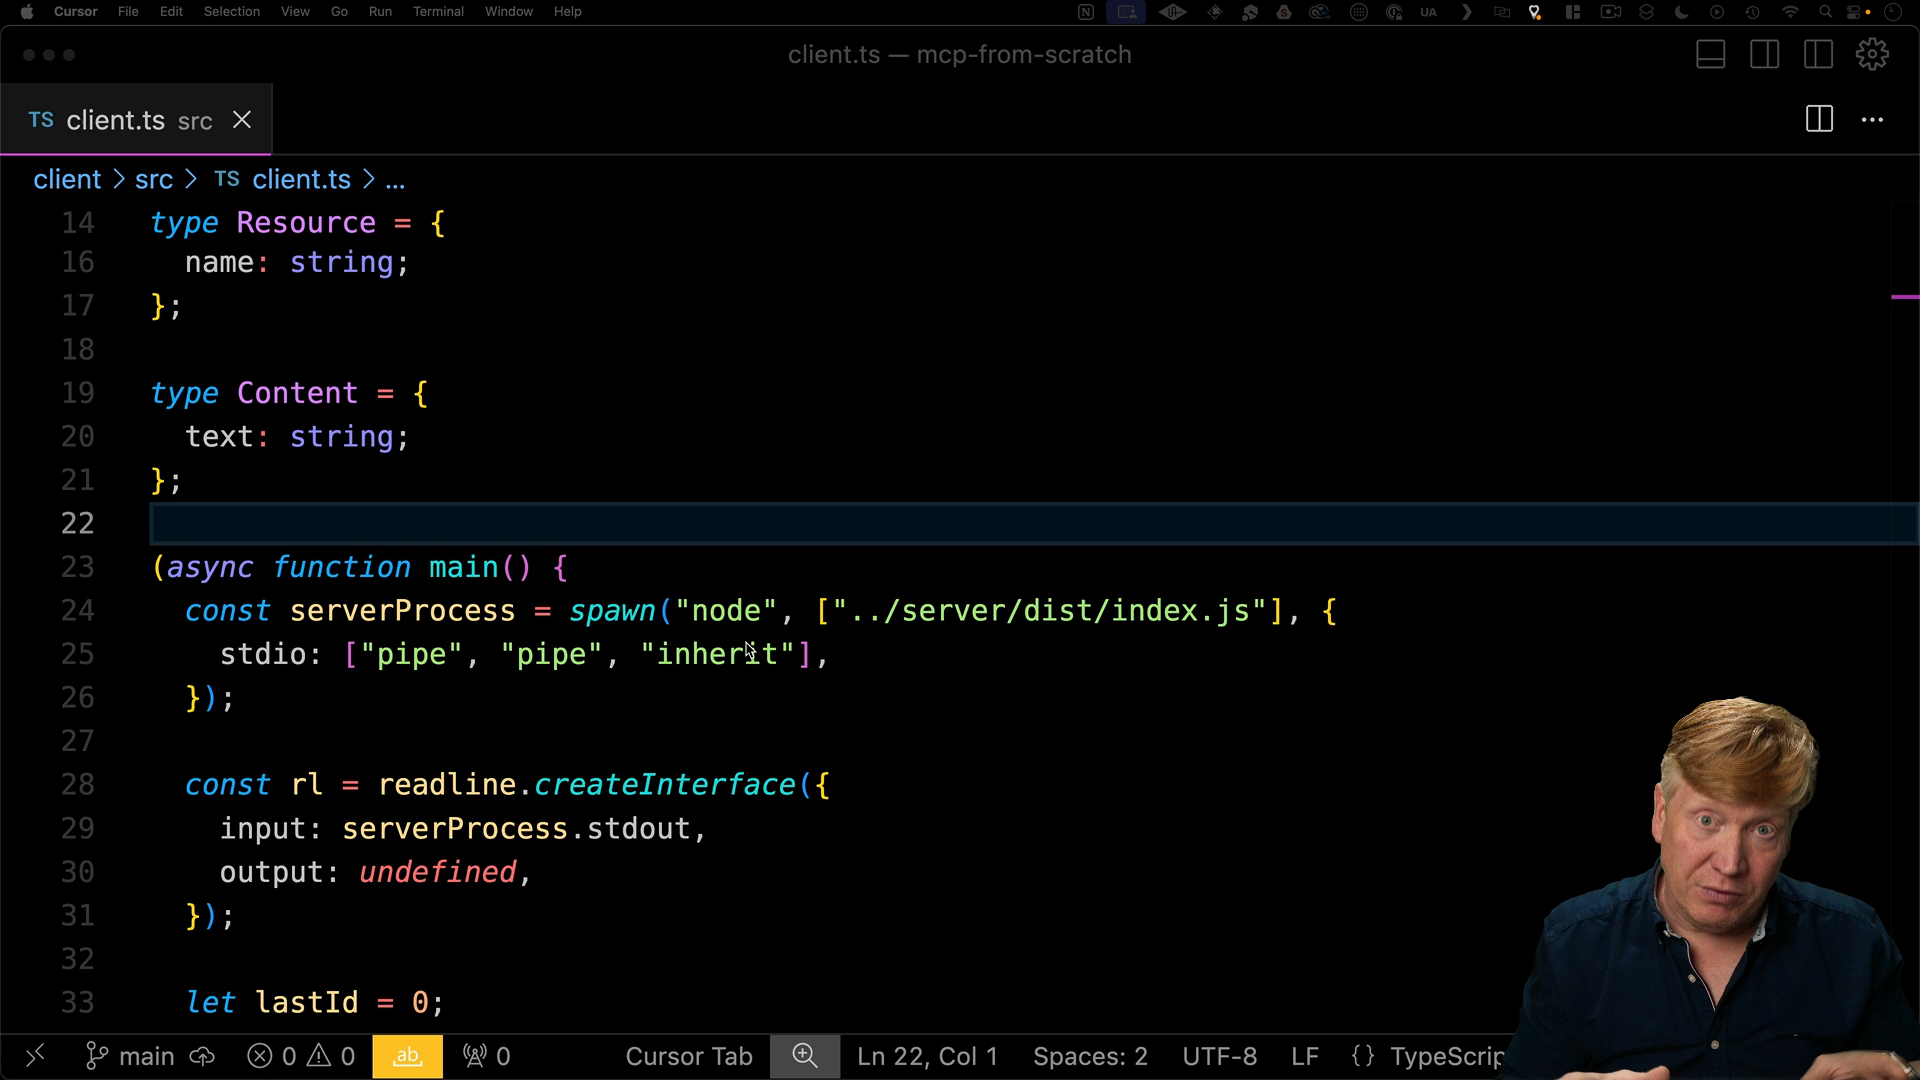 Cursor File Edit Selection View Go Run Terminal Window Help
UA
client.ts — mcp-from-scratch
TS client.ts src
client > src > TS client.ts > ...
14 type Resource = {
16 name: string;
17 };
18
19 type Content = {
20 text: string;
21 };
22
23 (async function main() {
24 const serverProcess = spawn("node", ["../server/dist/index.js"], {
25 stdio: ["pipe", "pipe", "inherit"],
26 });
27
28 const rl = readline.createInterface({
29 input: serverProcess.stdout,
30 output: undefined,
31 });
32
33 let lastId = 0;
main 0 0 ab 0 Cursor Tab Ln 22, Col 1 Spaces: 2 UTF-8 LF {} TypeScrip